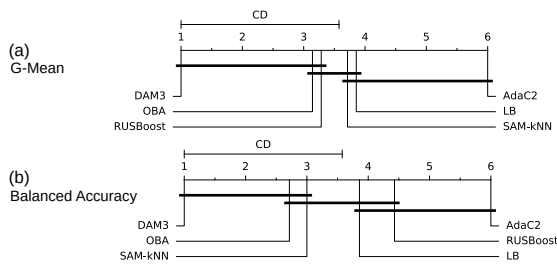 CD
1 2 3 4 5 6
(a)
G-Mean
DAM3 AdaC2
OBA LB
RUSBoost SAM-kNN
CD
1 2 3 4 5 6
(b)
Balanced Accuracy
DAM3 AdaC2
OBA RUSBoost
SAM-kNN LB